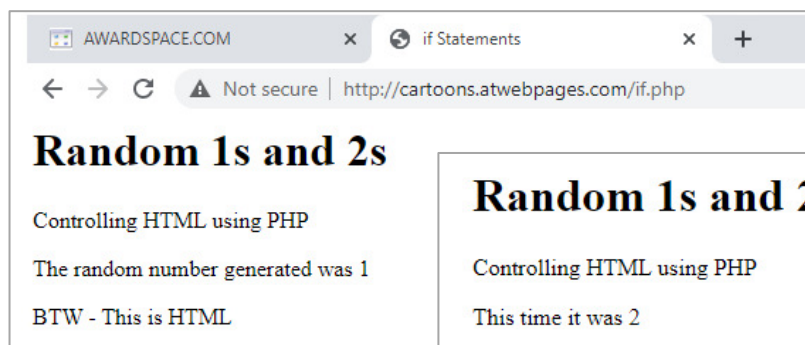 AWARDSPACE.COM
if Statements
Not secure
http://cartoons.atwebpages.com/if.php
Random 1s and 2s
Controlling HTML using PHP
The random number generated was 1
BTW - This is HTML
Random 1s and 2
Controlling HTML using PHP
This time it was 2